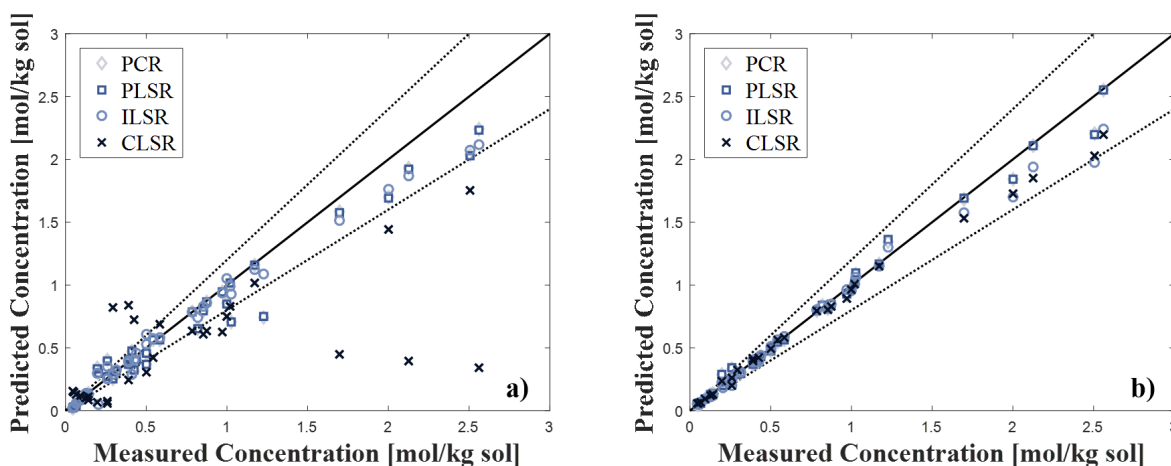 3
2.5
2
1.5
1
0.5
0
0
0.5
1
1.5
2
2.5
3
Predicted Concentration [mol/kg sol]
Measured Concentration [mol/kg sol]
PCR
PLSR
ILSR
CLSR
a)
3
2.5
2
1.5
1
0.5
0
0
0.5
1
1.5
2
2.5
3
Predicted Concentration [mol/kg sol]
Measured Concentration [mol/kg sol]
PCR
PLSR
ILSR
CLSR
b)